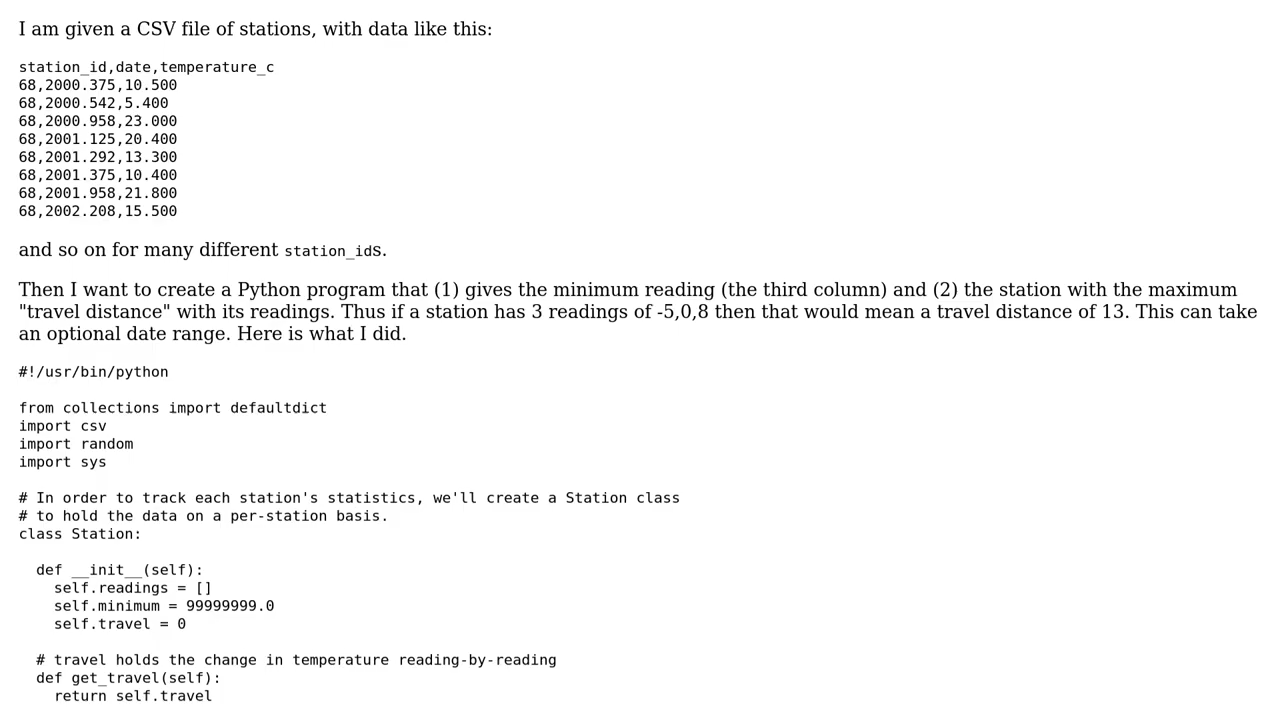 I am given a CSV file of stations, with data like this:
station_id,date,temperature_c
68,2000.375,10.500
68,2000.542,5.400
68,2000.958,23.000
68,2001.125,20.400
68,2001.292,13.300
68,2001.375,10.400
68,2001.958,21.800
68,2002.208,15.500
and so on for many different station_ids.
Then I want to create a Python program that (1) gives the minimum reading (the third column) and (2) the station with the maximum
"travel distance" with its readings. Thus if a station has 3 readings of -5,0,8 then that would mean a travel distance of 13. This can take
an optional date range. Here is what I did.
#!/usr/bin/python
from collections import defaultdict
import csv
import random
import sys
# In order to track each station's statistics, we'll create a Station class
# to hold the data on a per-station basis.
class Station:
  def __init__(self):
    self.readings = []
    self.minimum = 99999999.0
    self.travel = 0
  # travel holds the change in temperature reading-by-reading
  def get_travel(self):
    return self.travel